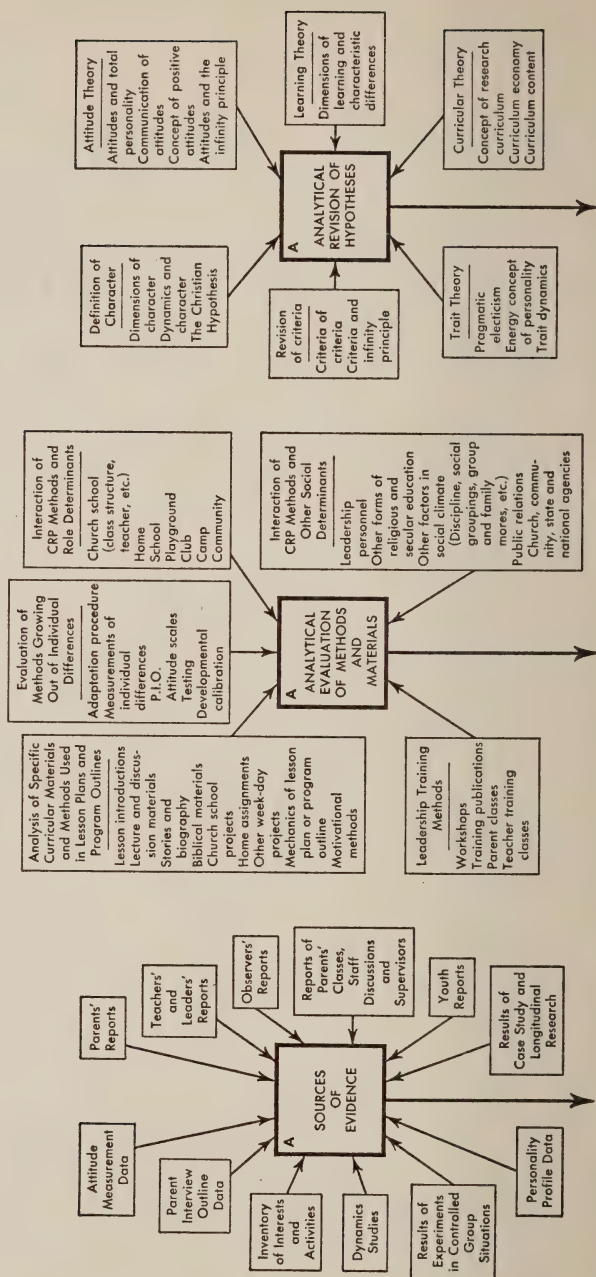 Attitude
Measurement
Data
Parents'
Reports
Parent
Interview
Outline
Data
Teachers'
and
Leaders'
Reports
Inventory
of Interests
and
Activities
Observers'
Reports
A
SOURCES
OF
EVIDENCE
Dynamics
Studies
Reports of
Parents'
Classes,
Staff
Discussions
and
Supervisors
Results of
Experiments
in Controlled
Group
Situations
Youth
Reports
Personality
Profile Data
Results of
Case Study and
Longitudinal
Research
Analysis of Specific
Curricular Materials
and Methods Used
in Lesson Plans and
Program Outlines
Lesson introductions
Lecture and discus-
sion materials
Stories and
biography
Biblical materials
Church school
projects
Home assignments
Other week-day
projects
Mechanics of lesson
plan or program
outline
Motivational
methods
Evaluation of
Methods Growing
Out of Individual
Differences
Adaptation procedure
Measurements of
individual
differences
P.I.O.
Attitude scales
Testing
Developmental
calibration
Interaction of
CRP Methods and
Role Determinants
Church school
(class structure,
teacher, etc.)
Home
School
Playground
Club
Camp
Community
A
ANALYTICAL
EVALUATION
OF METHODS
AND
MATERIALS
Leadership Training
Methods
Workshops
Training publications
Parent classes
Teacher training
classes
Interaction of
CRP Methods and
Other Social
Determinants
Leadership
personnel
Other forms of
religious and
secular education
Other factors in
social climate
(Discipline, social
groupings, group
and family
mores, etc.)
Public relations
Church, commu-
nity, state and
national agencies
Definition of
Character
Dimensions of
character
Dynamics and
character
The Christian
Hypothesis
Attitude Theory
Attitudes and total
personality
Communication of
attitudes
Concept of positive
attitudes
Attitudes and the
infinity principle
Revision
of criteria
Criteria of
criteria
Criteria and
infinity
principle
A
ANALYTICAL
REVISION OF
HYPOTHESES
Learning Theory
Dimensions of
learning and
characteristic
differences
Trait Theory
Pragmatic
electicism
Energy concept
of personality
Trait dynamics
Curricular Theory
Concept of research
curriculum
Curriculum economy
Curriculum content